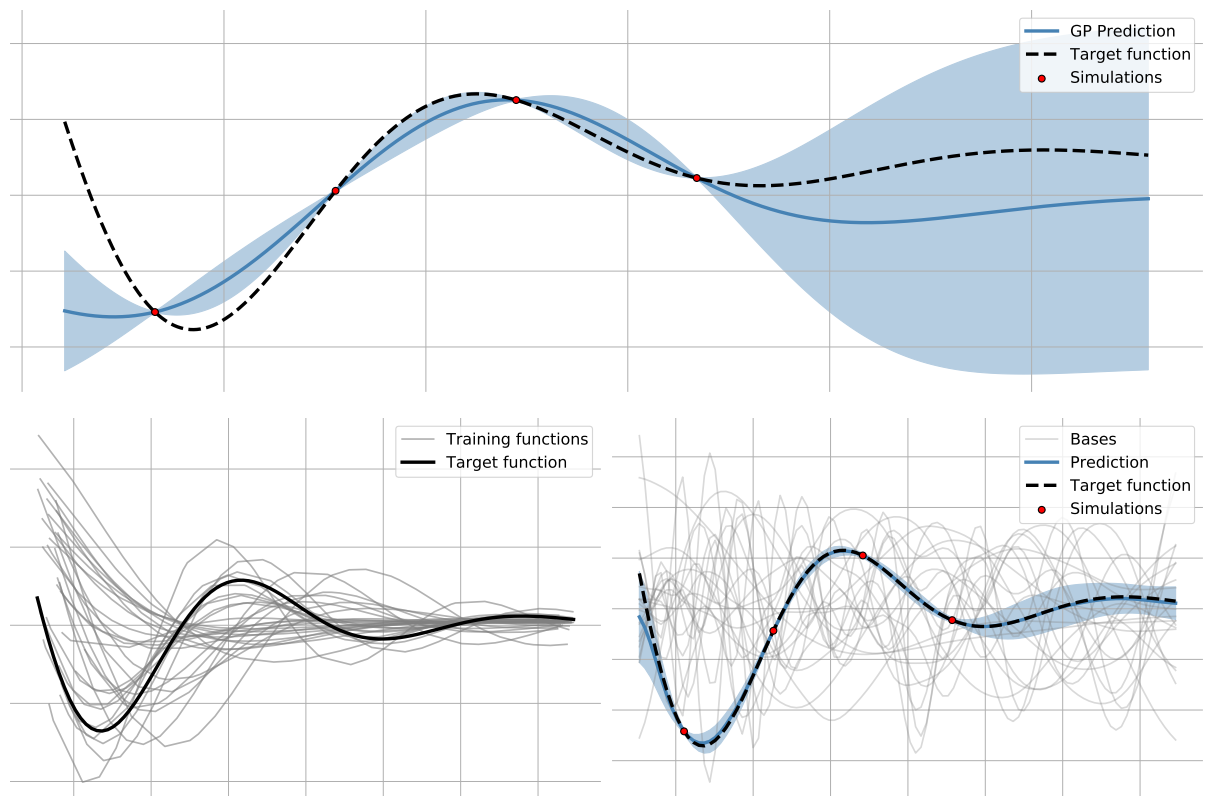 GP Prediction
Target function
Simulations
Training functions
Target function
Bases
Prediction
Target function
Simulations